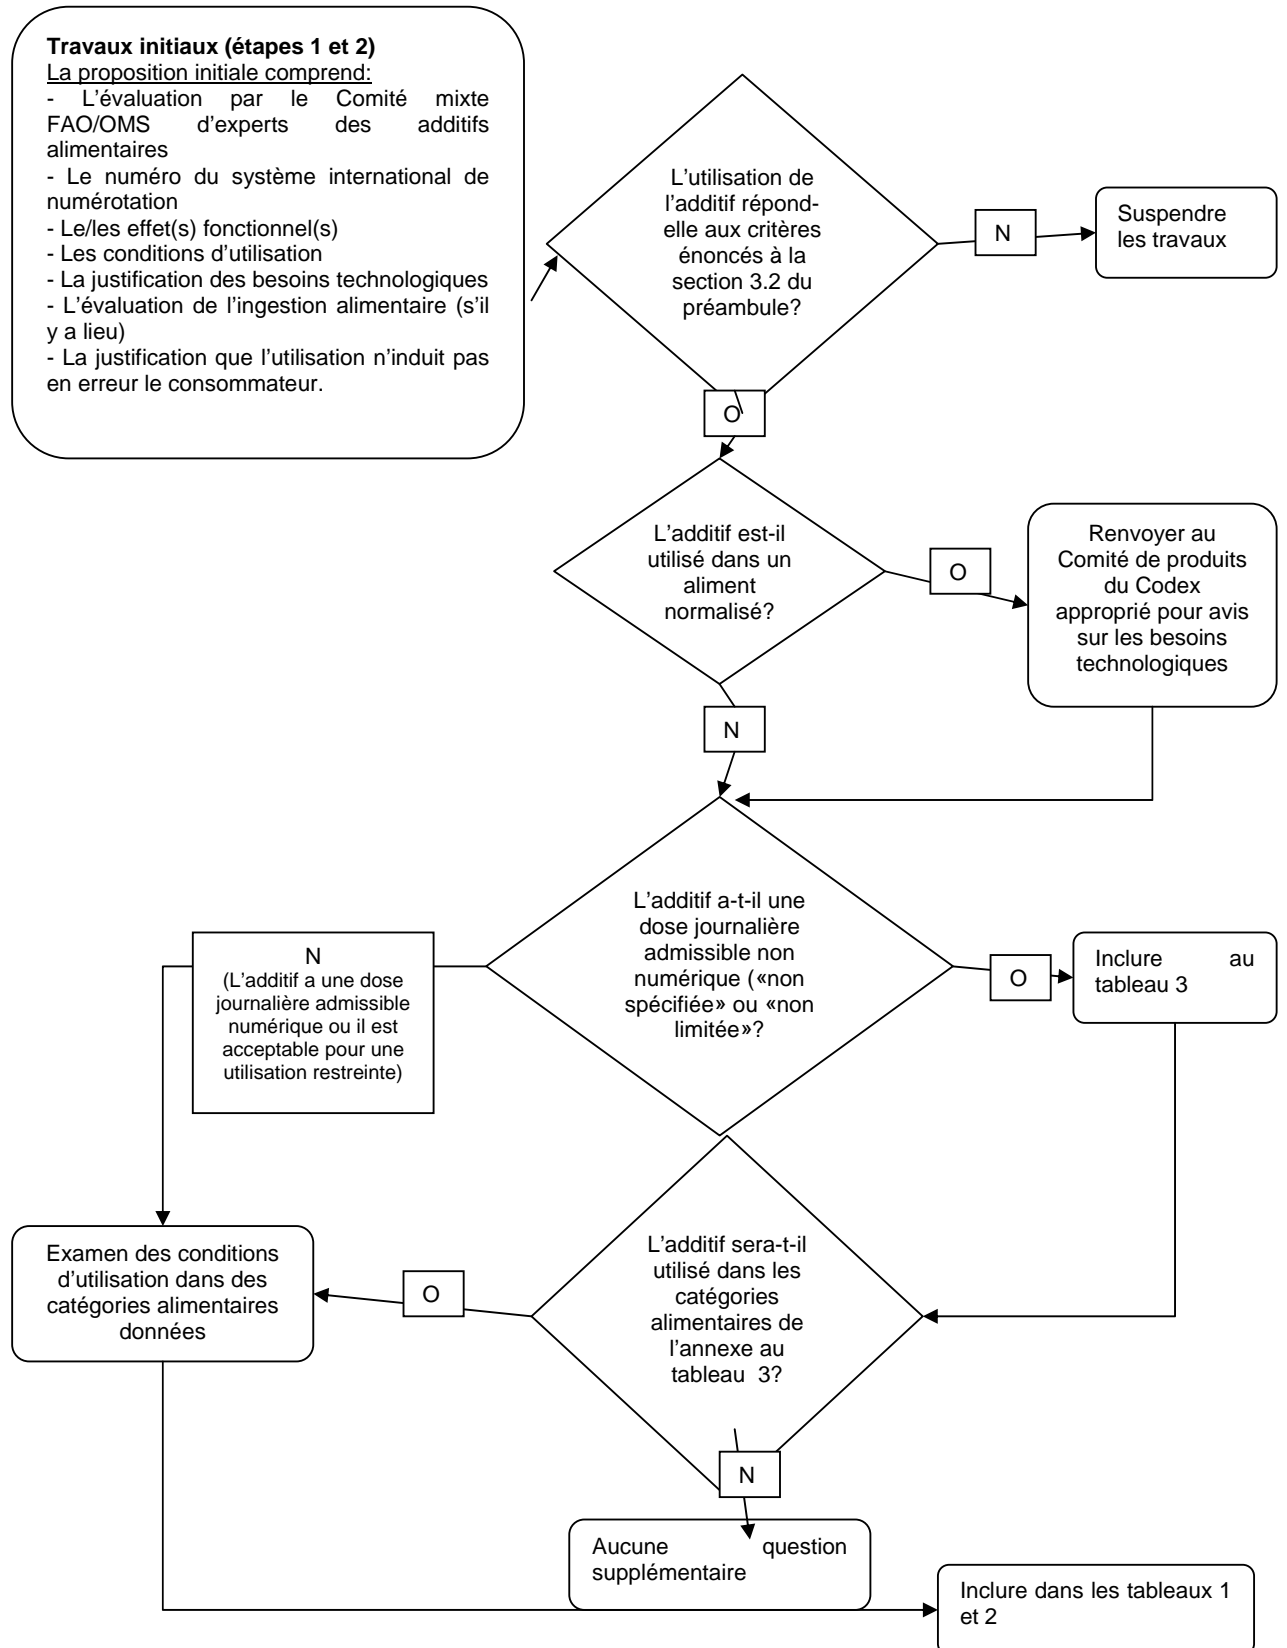 Travaux initiaux (étapes 1 et 2)
La proposition initiale comprend:
- L'évaluation par le Comité mixte
FAO/OMS d'experts des additifs
alimentaires
- Le numéro du système international de
numérotation
- Le/les effet(s) fonctionnel(s)
- Les conditions d'utilisation
- La justification des besoins technologiques
- L'évaluation de l'ingestion alimentaire (s'il
y a lieu)
- La justification que l'utilisation n'induit pas
en erreur le consommateur.
L'utilisation de
l'additif répond-
elle aux critères
énoncés à la
section 3.2 du
préambule?
N
Suspendre
les travaux
O
L'additif est-il
utilisé dans un
aliment
normalisé?
O
Renvoyer au
Comité de produits
du Codex
approprié pour avis
sur les besoins
technologiques
N
L'additif a-t-il une
dose journalière
admissible non
numérique («non
spécifiée» ou «non
limitée»?
N
(L'additif a une dose
journalière admissible
numérique ou il est
acceptable pour une
utilisation restreinte)
O
Inclure au
tableau 3
L'additif sera-t-il
utilisé dans les
catégories
alimentaires de
l'annexe au
tableau 3?
O
Examen des conditions
d'utilisation dans des
catégories alimentaires
données
N
Aucune question
supplémentaire
Inclure dans les tableaux 1
et 2